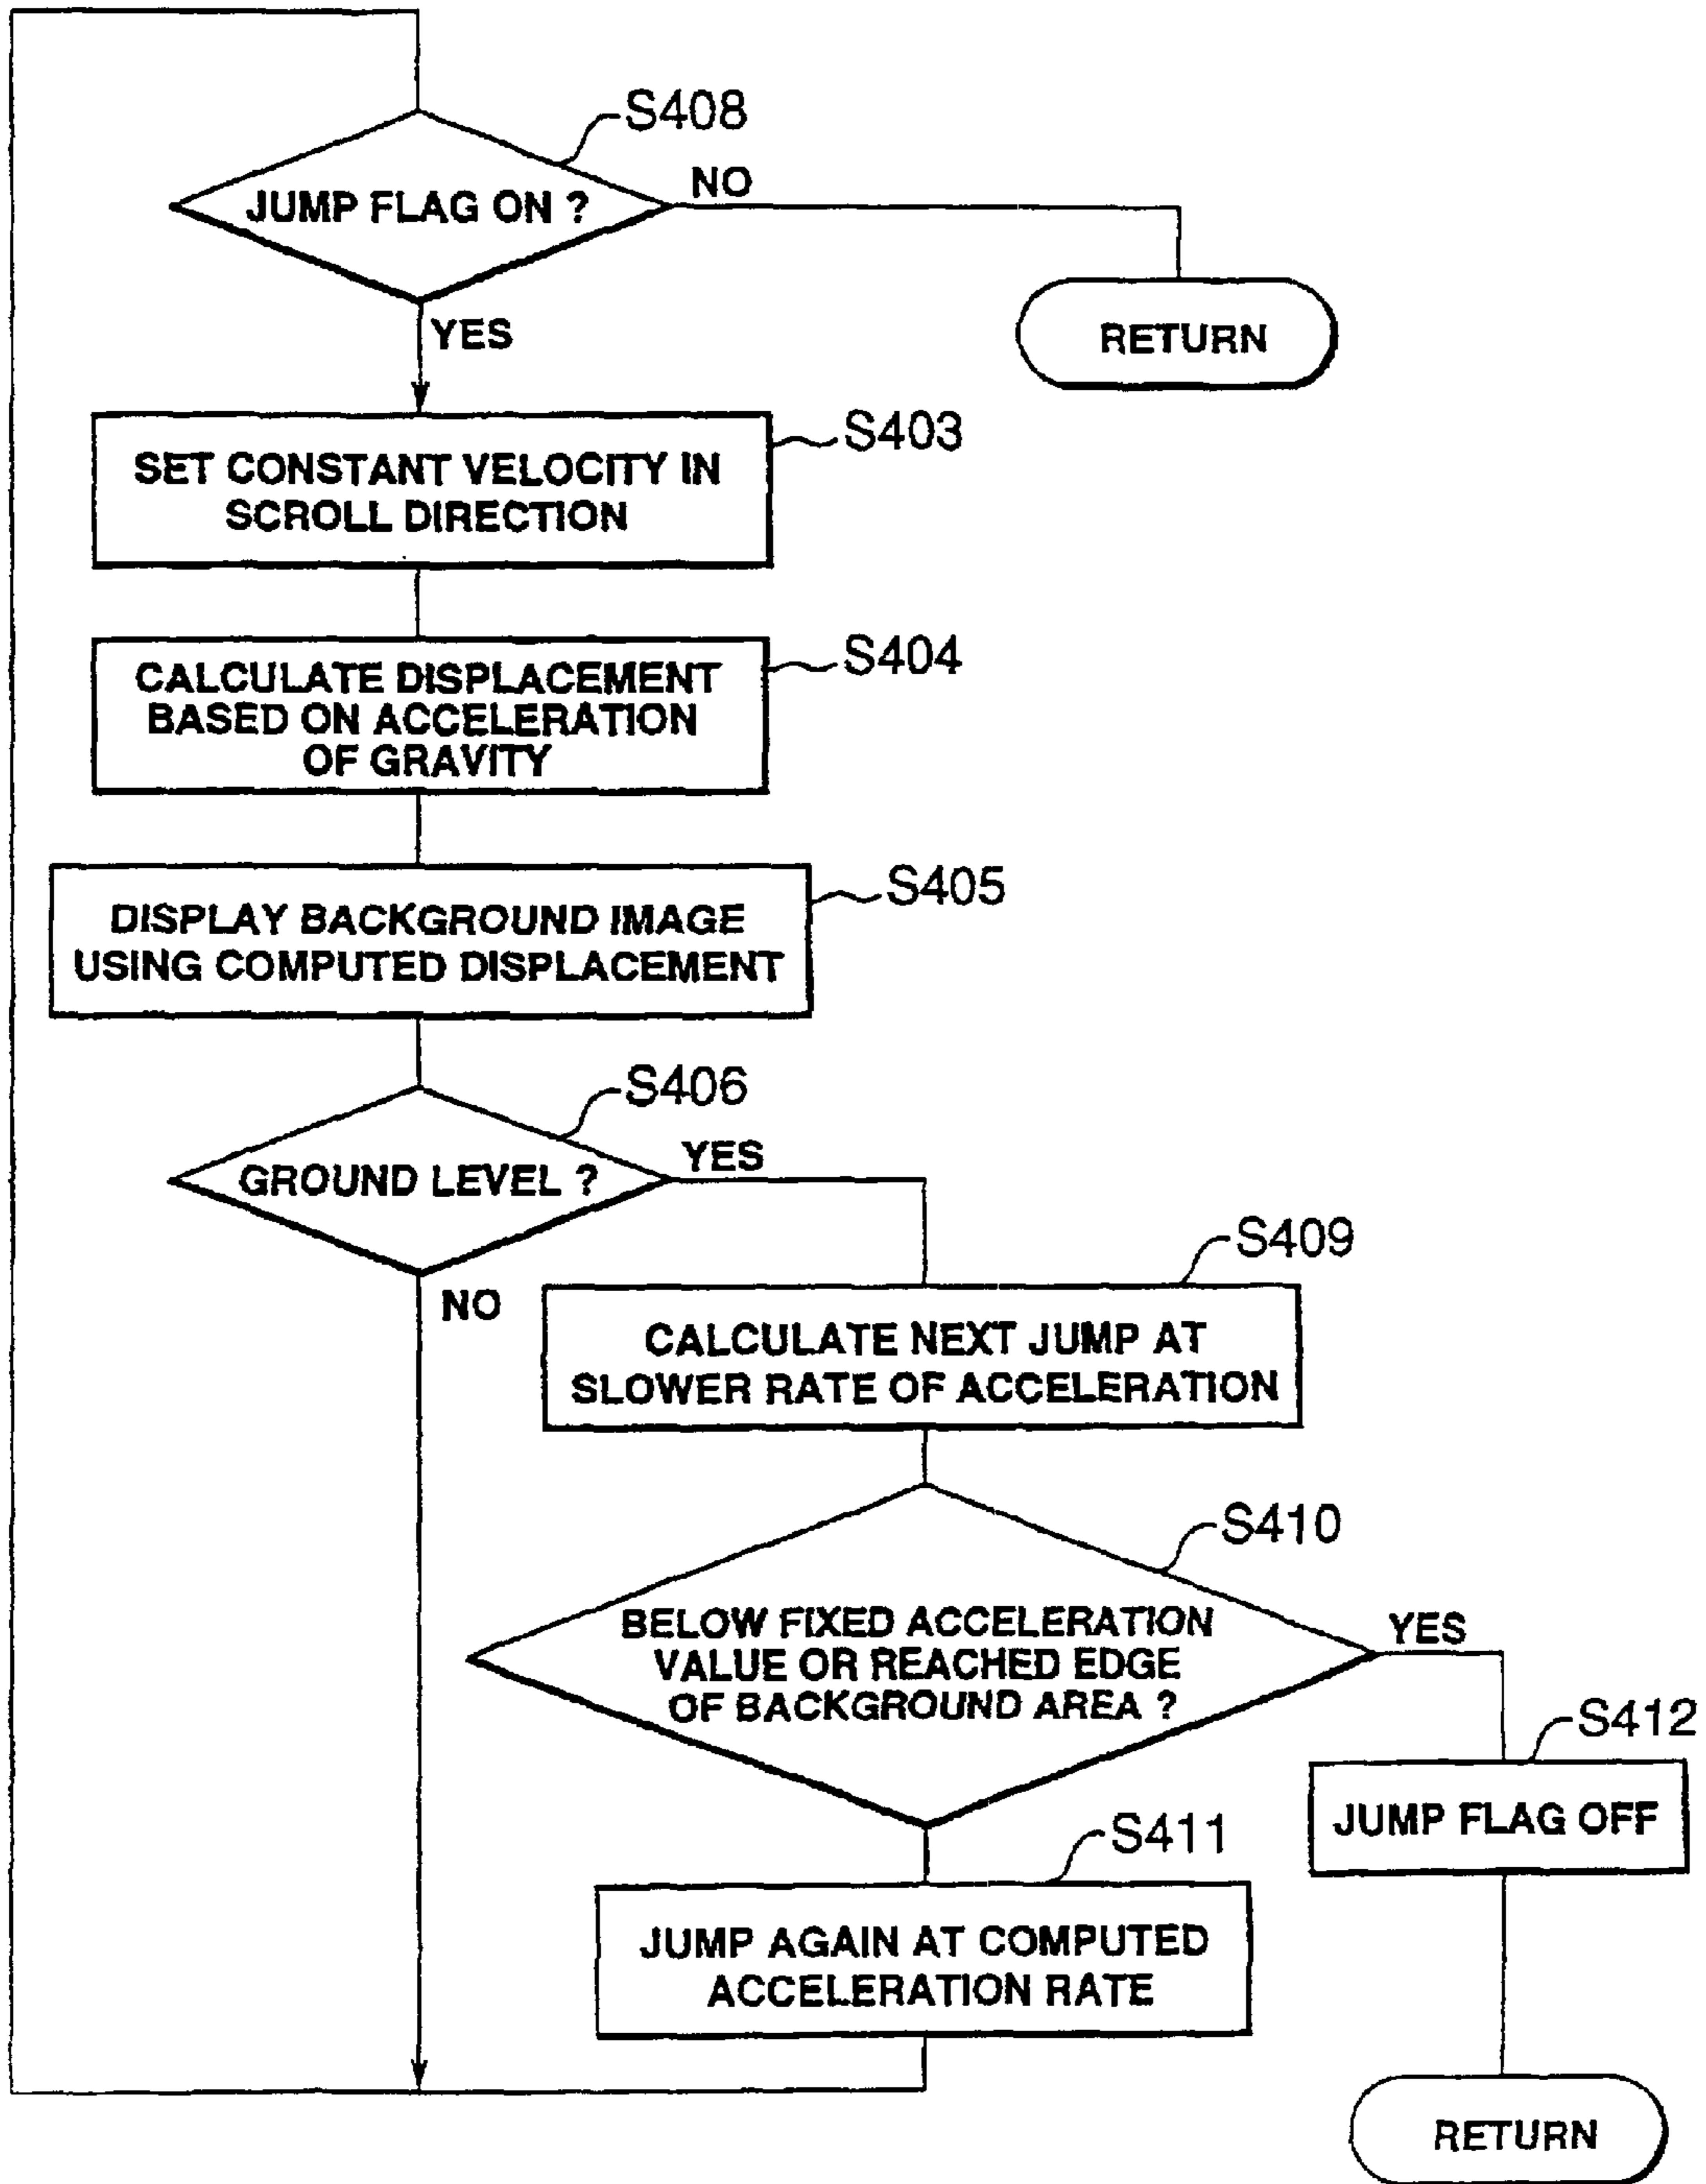 S408
JUMP FLAG ON ?
NO
RETURN
YES
S403
SET CONSTANT VELOCITY IN
SCROLL DIRECTION
S404
CALCULATE DISPLACEMENT
BASED ON ACCELERATION
OF GRAVITY
S405
DISPLAY BACKGROUND IMAGE
USING COMPUTED DISPLACEMENT
S406
GROUND LEVEL ?
YES
NO
S409
CALCULATE NEXT JUMP AT
SLOWER RATE OF ACCELERATION
S410
BELOW FIXED ACCELERATION
VALUE OR REACHED EDGE
OF BACKGROUND AREA ?
YES
S412
JUMP FLAG OFF
S411
JUMP AGAIN AT COMPUTED
ACCELERATION RATE
RETURN